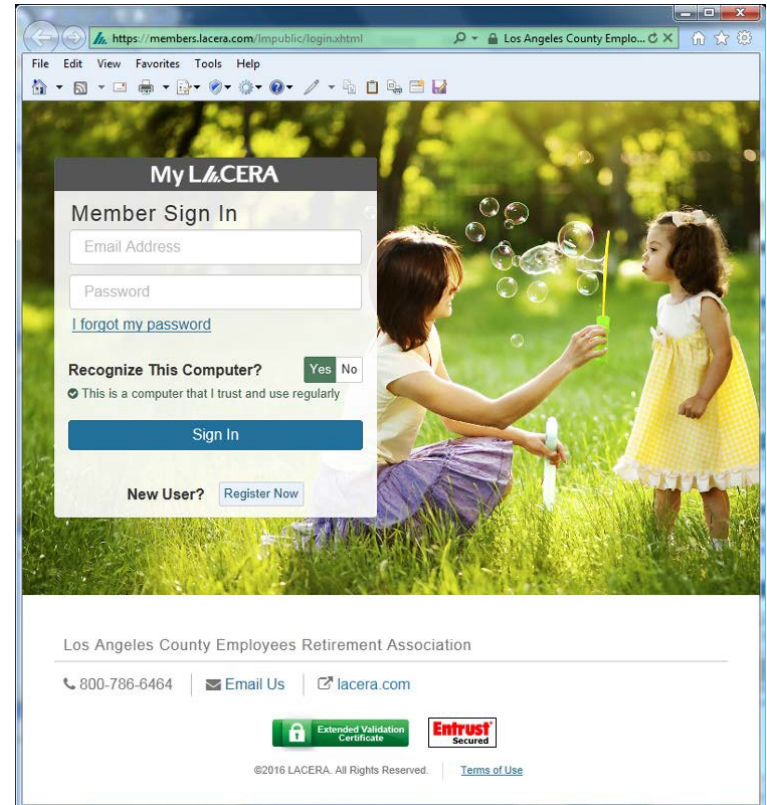 https://members.lacera.com/lmpublic/login.xhtml
Los Angeles County Emplo...
File Edit View Favorites Tools Help
My LACERA
Member Sign In
Email Address
Password
I forgot my password
Recognize This Computer? Yes No
This is a computer that I trust and use regularly
Sign In
New User? Register Now
Los Angeles County Employees Retirement Association
800-786-6464 Email Us lacera.com
Extended Validation
Certificate
Entrust
Secured
©2016 LACERA. All Rights Reserved. Terms of Use